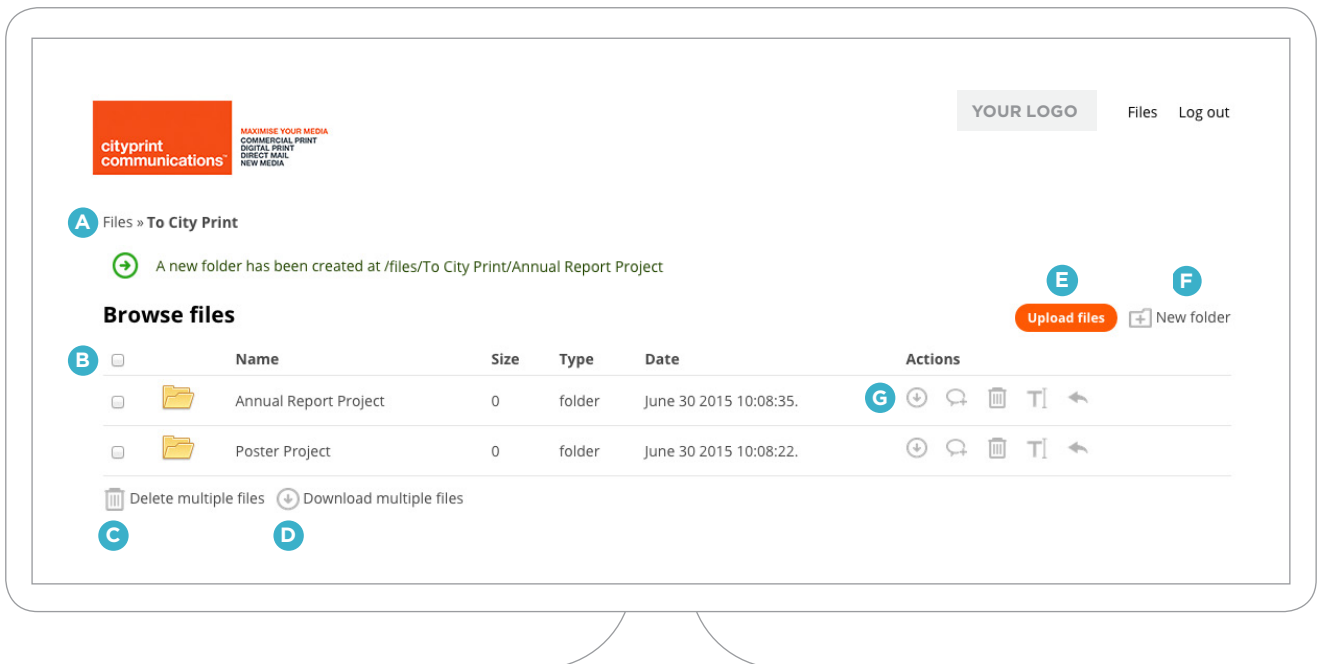 YOUR LOGO Files Log out
cityprint
communications™
MAXIMISE YOUR MEDIA
COMMERCIAL PRINT
DIGITAL PRINT
DIRECT MAIL
NEW MEDIA
A Files » To City Print
A new folder has been created at /files/To City Print/Annual Report Project
E F
Browse files Upload files New folder
B Name Size Type Date Actions
Annual Report Project 0 folder June 30 2015 10:08:35. G
Poster Project 0 folder June 30 2015 10:08:22.
Delete multiple files Download multiple files
C D